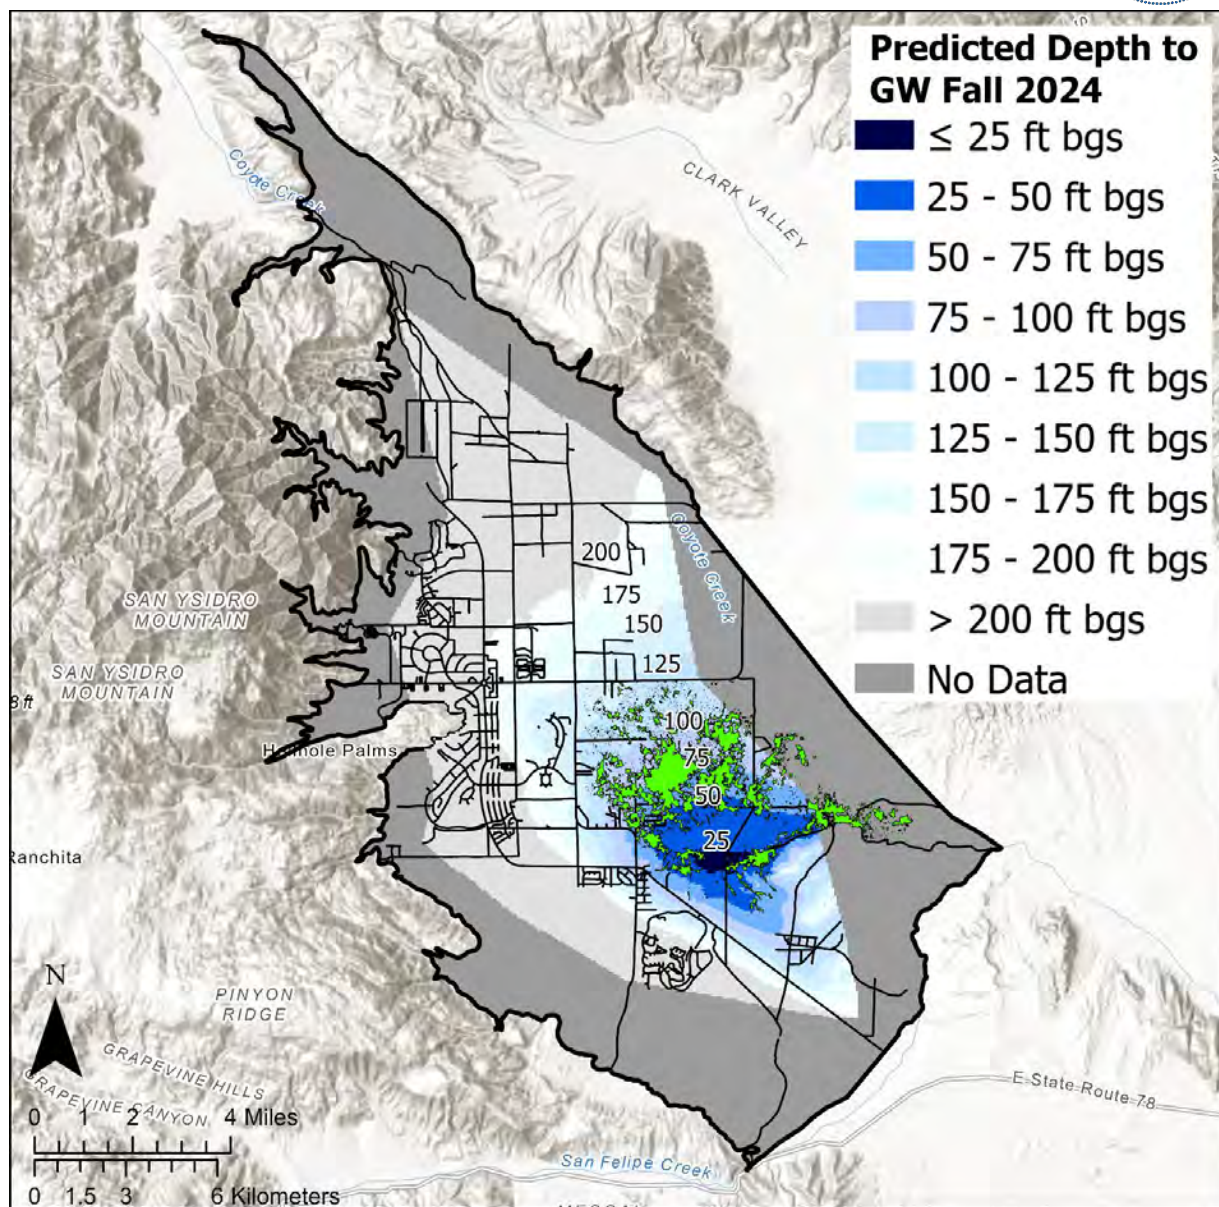 Predicted Depth to
GW Fall 2024
≤ 25 ft bgs
25 - 50 ft bgs
50 - 75 ft bgs
75 - 100 ft bgs
100 - 125 ft bgs
125 - 150 ft bgs
150 - 175 ft bgs
175 - 200 ft bgs
> 200 ft bgs
No Data
Coyote Creek
CLARK VALLEY
Coyote Creek
200
175
150
125
100
75
50
25
SAN YSIDRO
MOUNTAIN
SAN YSIDRO
MOUNTAIN
8 ft
Palms
Ranchita
N
PINYON
RIDGE
GRAPEVINE HILLS
GRAPEVINE CANYON
0 1 2 4 Miles
0 1.5 3 6 Kilometers
E State Route 78
San Felipe Creek